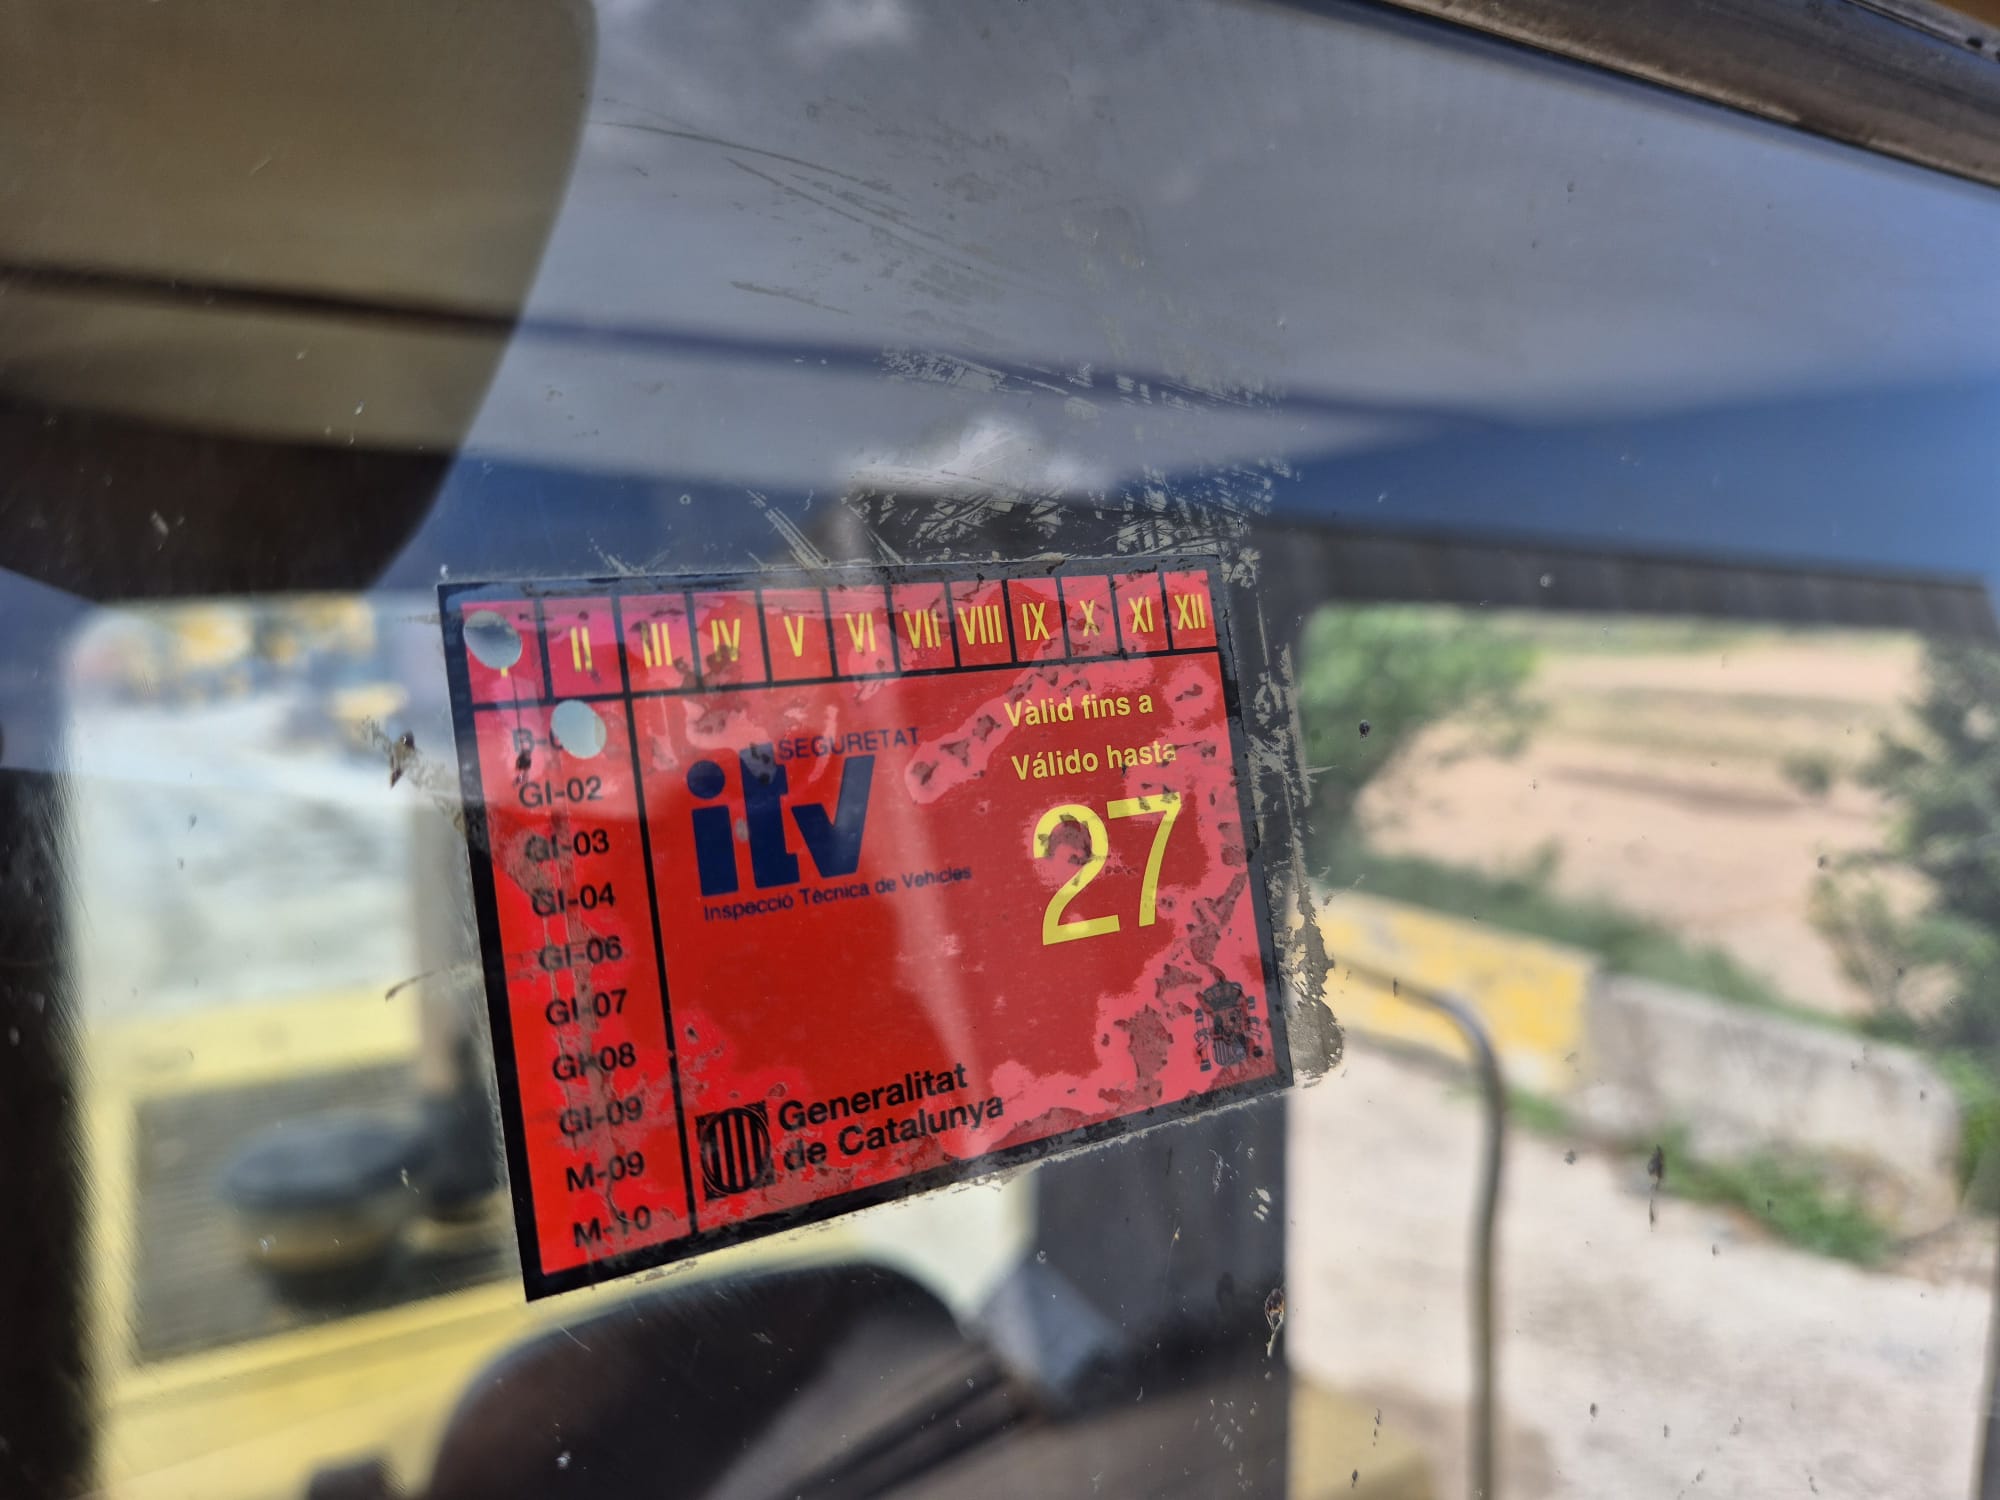 I II III IV V VI VII VIII IX X XI XII
GI-02
GI-03
GI-04
GI-06
GI-07
GI-08
GI-09
M-09
M-10
SEGURETAT
itv
Inspecció Tècnica de Vehicles
Vàlid fins a
Válido hasta
27
Generalitat
de Catalunya